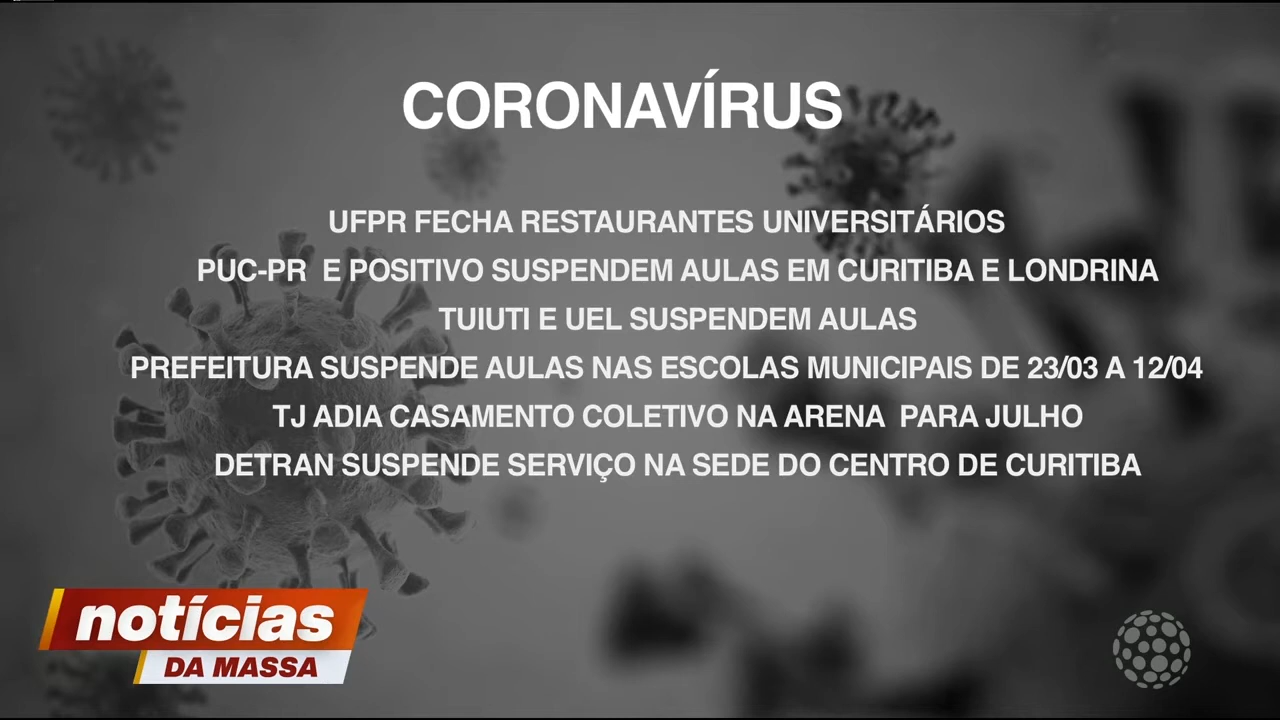 CORONAVÍRUS
UFPR FECHA RESTAURANTES UNIVERSITÁRIOS
PUC-PR E POSITIVO SUSPENDEM AULAS EM CURITIBA E LONDRINA
TUIUTI E UEL SUSPENDEM AULAS
PREFEITURA SUSPENDE AULAS NAS ESCOLAS MUNICIPAIS DE 23/03 A 12/04
TJ ADIA CASAMENTO COLETIVO NA ARENA PARA JULHO
DETRAN SUSPENDE SERVIÇO NA SEDE DO CENTRO DE CURITIBA
notícias
DA MASSA